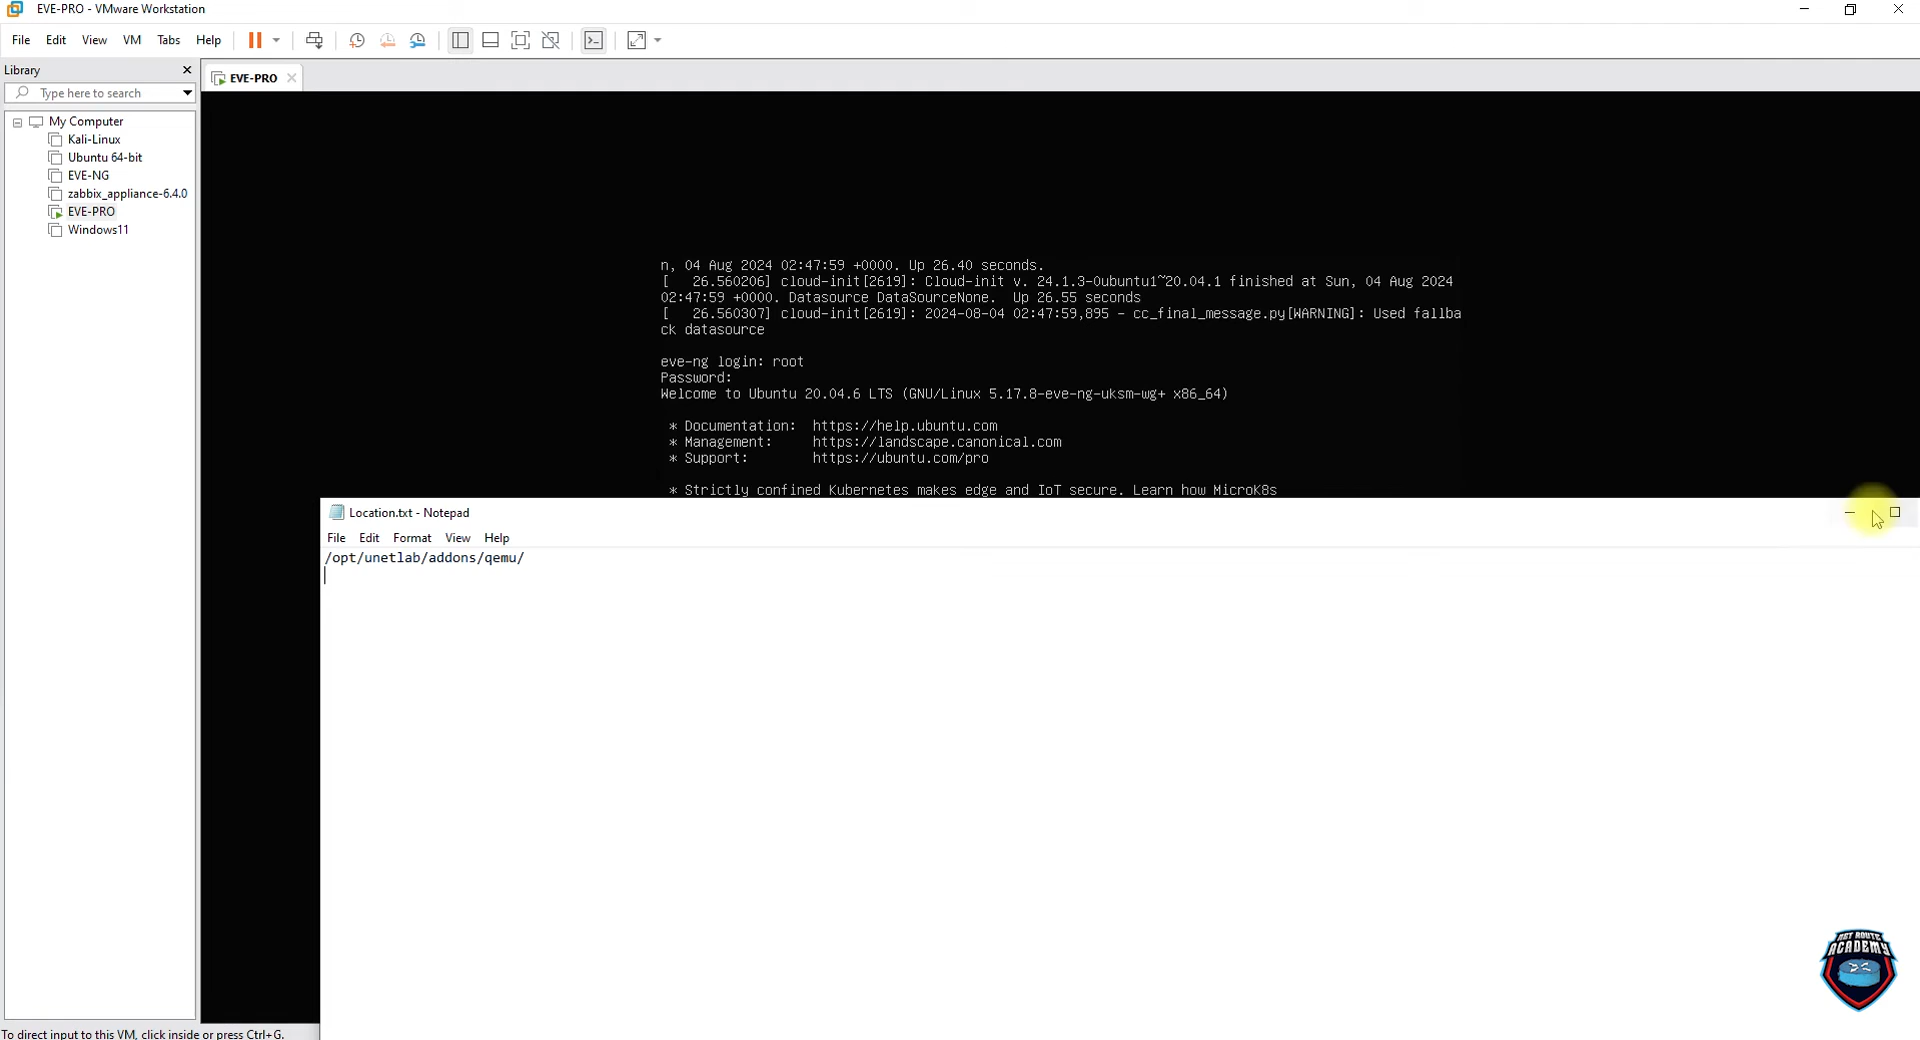 EVE-PRO - VMware Workstation
File Edit View VM Tabs Help
Library
Type here to search
My Computer
Kali-Linux
Ubuntu 64-bit
EVE-NG
zabbix_appliance-6.4.0
EVE-PRO
Windows11
EVE-PRO
n, 04 Aug 2024 02:47:59 +0000. Up 26.40 seconds.
[   26.560206] cloud-init[2619]: Cloud-init v. 24.1.3-0ubuntu1~20.04.1 finished at Sun, 04 Aug 2024
02:47:59 +0000. Datasource DataSourceNone.  Up 26.55 seconds
[   26.560307] cloud-init[2619]: 2024-08-04 02:47:59,895 - cc_final_message.py[WARNING]: Used fallba
ck datasource
eve-ng login: root
Password:
Welcome to Ubuntu 20.04.6 LTS (GNU/Linux 5.17.8-eve-ng-uksm-wg+ x86_64)
* Documentation:  https://help.ubuntu.com
* Management:     https://landscape.canonical.com
* Support:        https://ubuntu.com/pro
* Strictly confined Kubernetes makes edge and IoT secure. Learn how MicroK8s
Location.txt - Notepad
File Edit Format View Help
/opt/unetlab/addons/qemu/
NET ROUTE
ACADEMY
To direct input to this VM, click inside or press Ctrl+G.